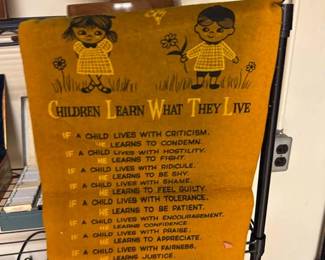 CHILDREN LEARN WHAT THEY LIVE
IF A CHILD LIVES WITH CRITICISM.
HE LEARNS TO CONDEMN.
IF A CHILD LIVES WITH HOSTILITY.
HE LEARNS TO FIGHT.
IF A CHILD LIVES WITH RIDICULE.
HE LEARNS TO BE SHY.
IF A CHILD LIVES WITH SHAME.
HE LEARNS TO FEEL GUILTY.
IF A CHILD LIVES WITH TOLERANCE.
HE LEARNS TO BE PATIENT.
IF A CHILD LIVES WITH ENCOURAGEMENT.
LEARNS CONFIDENCE.
IF A CHILD LIVES WITH PRAISE.
HE LEARNS TO APPRECIATE.
IF A CHILD LIVES WITH FAIRNESS.
LEARNS JUSTICE.